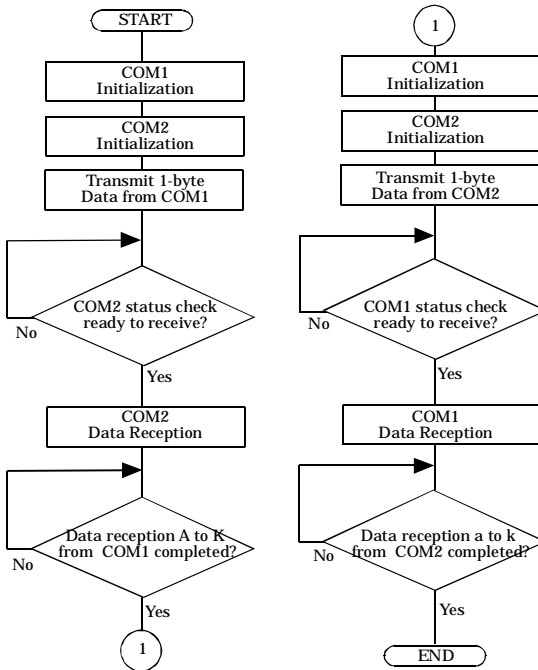 START
COM1
Initialization
COM2
Initialization
Transmit 1-byte
Data from COM1
COM2 status check
ready to receive?
No
Yes
COM2
Data Reception
Data reception A to K
from COM1 completed?
No
Yes
1
1
COM1
Initialization
COM2
Initialization
Transmit 1-byte
Data from COM2
COM1 status check
ready to receive?
No
Yes
COM1
Data Reception
Data reception a to k
from COM2 completed?
No
Yes
END